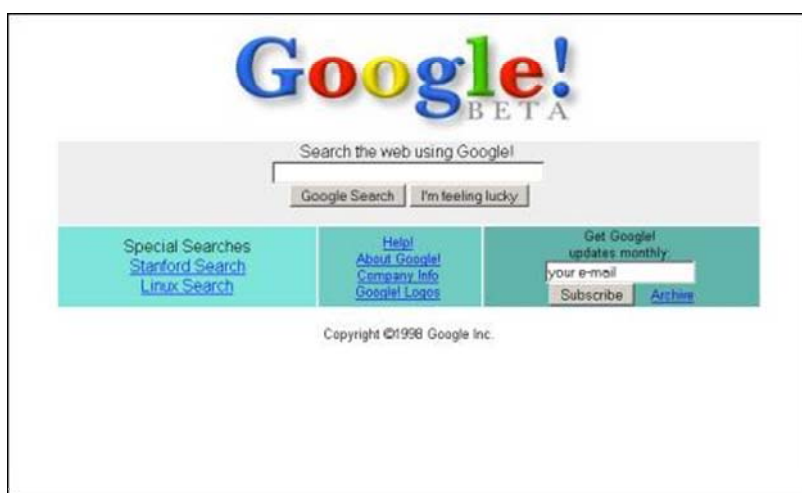 Google!
BETA
Search the web using Google!
Google Search
I'm feeling lucky
Special Searches
Stanford Search
Linux Search
Help!
About Google!
Company Info
Google! Logos
Get Google!
updates monthly:
your e-mail
Subscribe
Archive
Copyright ©1998 Google Inc.